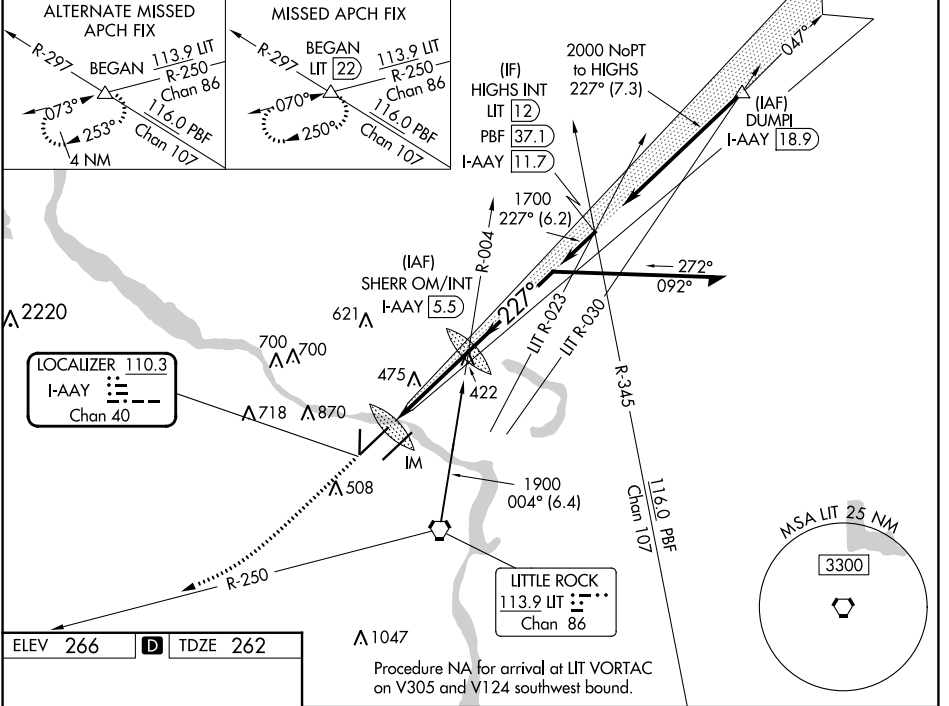 ALTERNATE MISSED
APCH FIX
R-297
BEGAN
113.9 LIT
R-250
Chan 86
073°
253°
4 NM
116.0 PBF
Chan 107
MISSED APCH FIX
R-297
BEGAN
LIT 22
113.9 LIT
R-250
Chan 86
070°
250°
116.0 PBF
Chan 107
(IF)
HIGHS INT
LIT 12
PBF 37.1
I-AAY 11.7
2000 NoPT
to HIGHS
227° (7.3)
047°
(IAF)
DUMPI
I-AAY 18.9
1700
227° (6.2)
R-004
(IAF)
SHERR OM/INT
I-AAY 5.5
227°
272°
092°
LIT R-023
LIT R-030
R-345
116.0 PBF
Chan 107
2220
621
700
700
475
422
718
870
508
LOCALIZER 110.3
I-AAY
Chan 40
IM
1900
004° (6.4)
R-250
LITTLE ROCK
113.9 LIT
Chan 86
MSA LIT 25 NM
3300
1047
ELEV 266
D
TDZE 262
Procedure NA for arrival at LIT VORTAC
on V305 and V124 southwest bound.